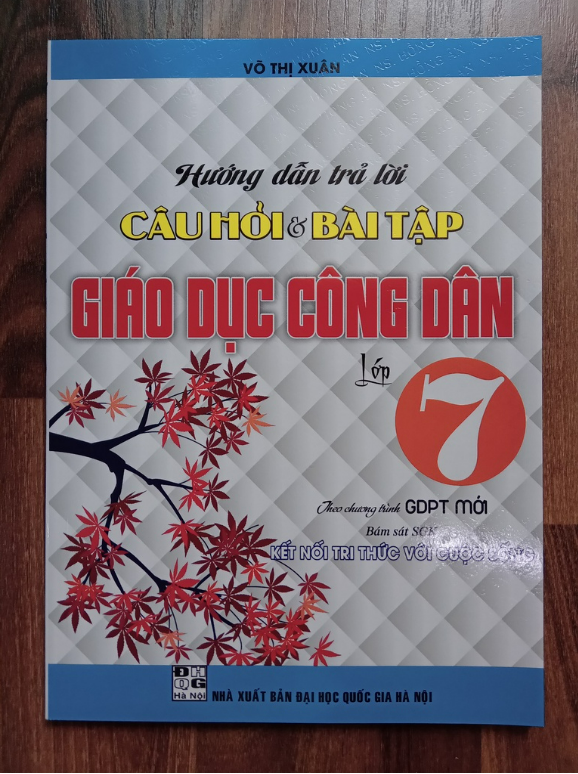 VÕ THỊ XUÂN
Hướng dẫn trả lời
CÂU HỎI & BÀI TẬP
GIÁO DỤC CÔNG DÂN
Lớp
7
Theo chương trình GDPT MỚI
Bám sát SGK
KẾT NỐI TRI THỨC VỚI CUỘC SỐNG
ĐH
QG
Hà Nội
NHÀ XUẤT BẢN ĐẠI HỌC QUỐC GIA HÀ NỘI